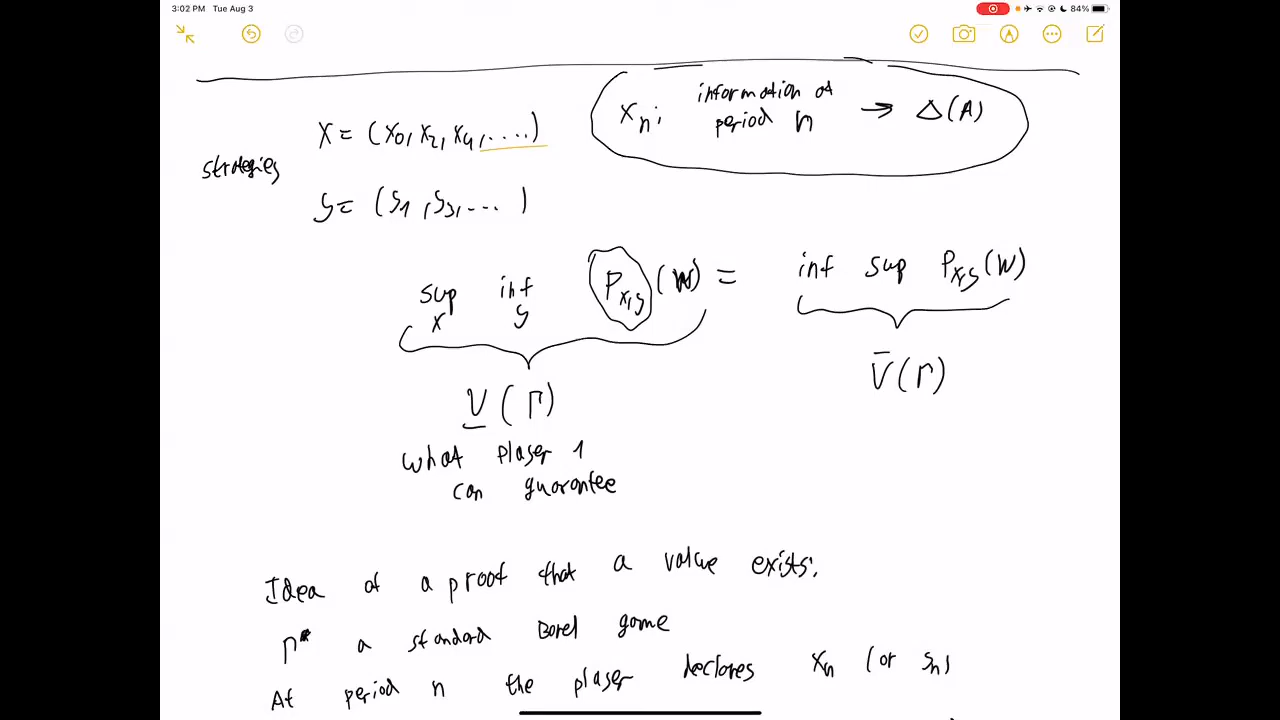 3:02 PM Tue Aug 3
84%
x = (x0, x2, x4, ....)
xn: information at period n → Δ(A)
strategies
y = (y1, y3, ... )
sup x inf y Px,y (W) = inf sup Px,y (W)
V(Γ)
V̄(Γ)
what player 1
can guarantee
Idea of a proof that a value exists:
Γ* a standard Borel game
At period n the player declares xn (or yn)